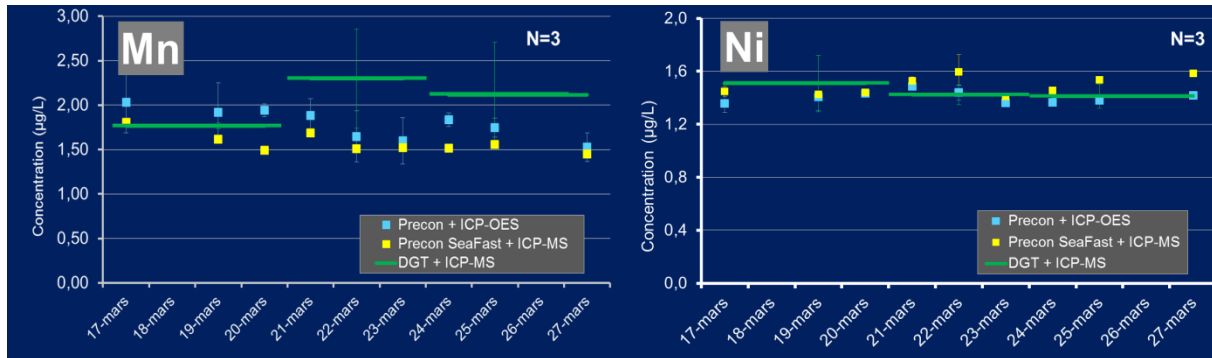 Mn
N=3
Concentration (µg/L)
3,00
2,50
2,00
1,50
1,00
0,50
0,00
Precon + ICP-OES
Precon SeaFast + ICP-MS
DGT + ICP-MS
17-mars
18-mars
19-mars
20-mars
21-mars
22-mars
23-mars
24-mars
25-mars
26-mars
27-mars
Ni
N=3
Concentration (µg/L)
2,0
1,6
1,2
0,8
0,4
0,0
Precon + ICP-OES
Precon SeaFast + ICP-MS
DGT + ICP-MS
17-mars
18-mars
19-mars
20-mars
21-mars
22-mars
23-mars
24-mars
25-mars
26-mars
27-mars